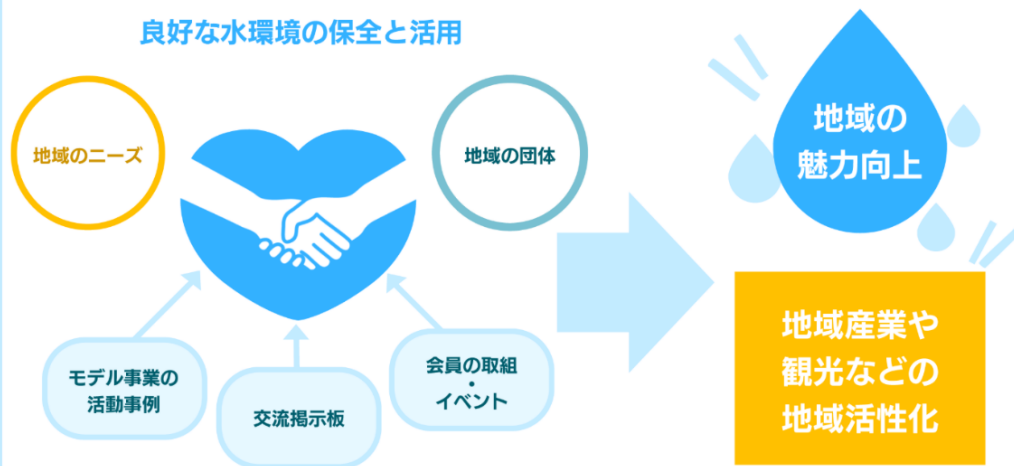 良好な水環境の保全と活用
地域のニーズ
地域の団体
モデル事業の
活動事例
交流掲示板
会員の取組
・
イベント
地域の
魅力向上
地域産業や
観光などの
地域活性化